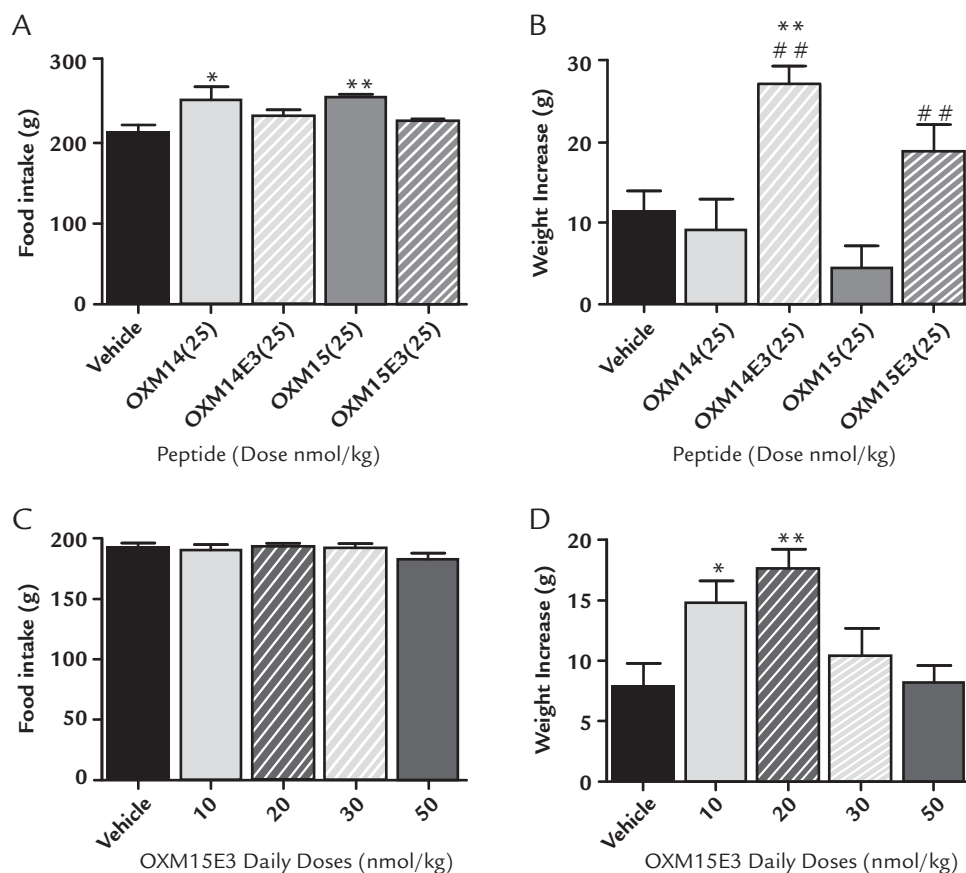 A
Food intake (g)
300
200
100
0
*
**
Vehicle
OXM14(25)
OXM14E3(25)
OXM15(25)
OXM15E3(25)
Peptide (Dose nmol/kg)
B
Weight Increase (g)
30
20
10
0
**
##
##
Vehicle
OXM14(25)
OXM14E3(25)
OXM15(25)
OXM15E3(25)
Peptide (Dose nmol/kg)
C
Food intake (g)
200
150
100
50
0
Vehicle
10
20
30
50
OXM15E3 Daily Doses (nmol/kg)
D
Weight Increase (g)
20
15
10
5
0
*
**
Vehicle
10
20
30
50
OXM15E3 Daily Doses (nmol/kg)